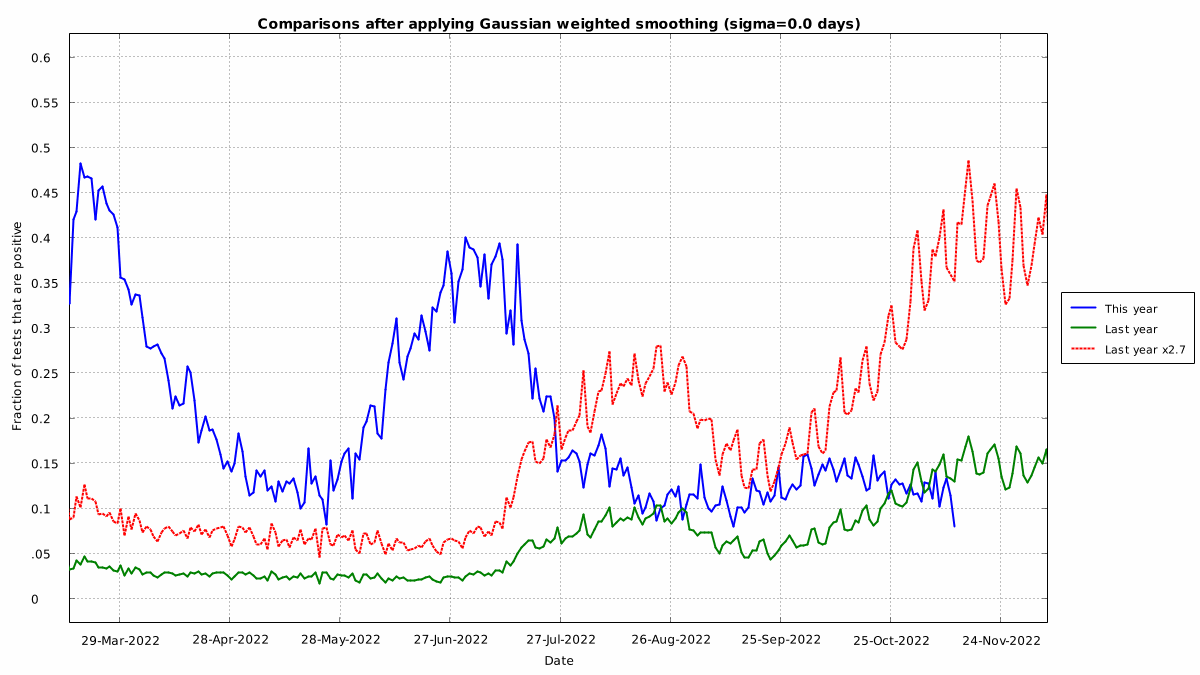 Comparisons after applying Gaussian weighted smoothing (sigma=0.0 days)
0.6
0.55
0.5
0.45
0.4
0.35
0.3
0.25
0.2
0.15
0.1
.05
0
Fraction of tests that are positive
29-Mar-2022
28-Apr-2022
28-May-2022
27-Jun-2022
27-Jul-2022
26-Aug-2022
25-Sep-2022
25-Oct-2022
24-Nov-2022
Date
This year
Last year
Last year x2.7